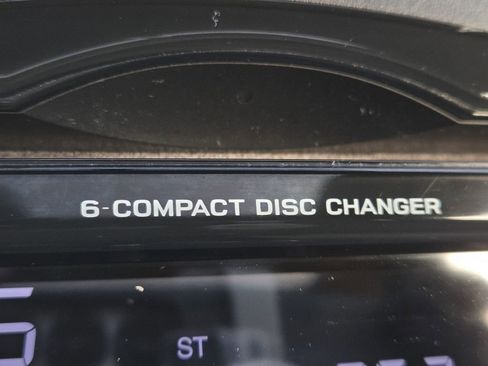 6-COMPACT DISC CHANGER
ST